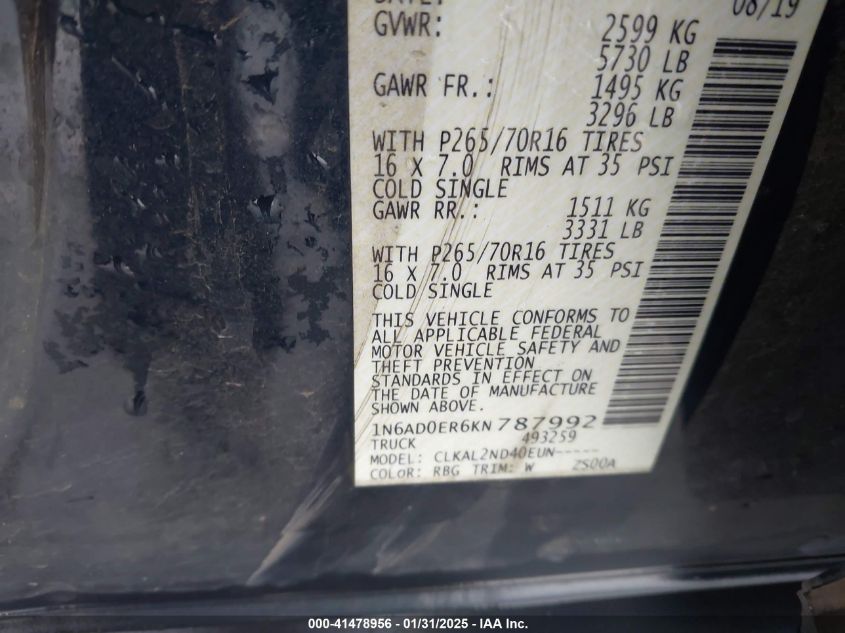 08/19
GVWR: 2599 KG
5730 LB
GAWR FR.: 1495 KG
3296 LB
WITH P265/70R16 TIRES
16 X 7.0 RIMS AT 35 PSI
COLD SINGLE
GAWR RR.: 1511 KG
3331 LB
WITH P265/70R16 TIRES
16 X 7.0 RIMS AT 35 PSI
COLD SINGLE
THIS VEHICLE CONFORMS TO
ALL APPLICABLE FEDERAL
MOTOR VEHICLE SAFETY AND
THEFT PREVENTION
STANDARDS IN EFFECT ON
THE DATE OF MANUFACTURE
SHOWN ABOVE.
1N6AD0ER6KN 787992
TRUCK 493259
MODEL: CLKAL2ND40EUN-----
COLOR: RBG TRIM: W ZS00A
000-41478956 - 01/31/2025 - IAA Inc.